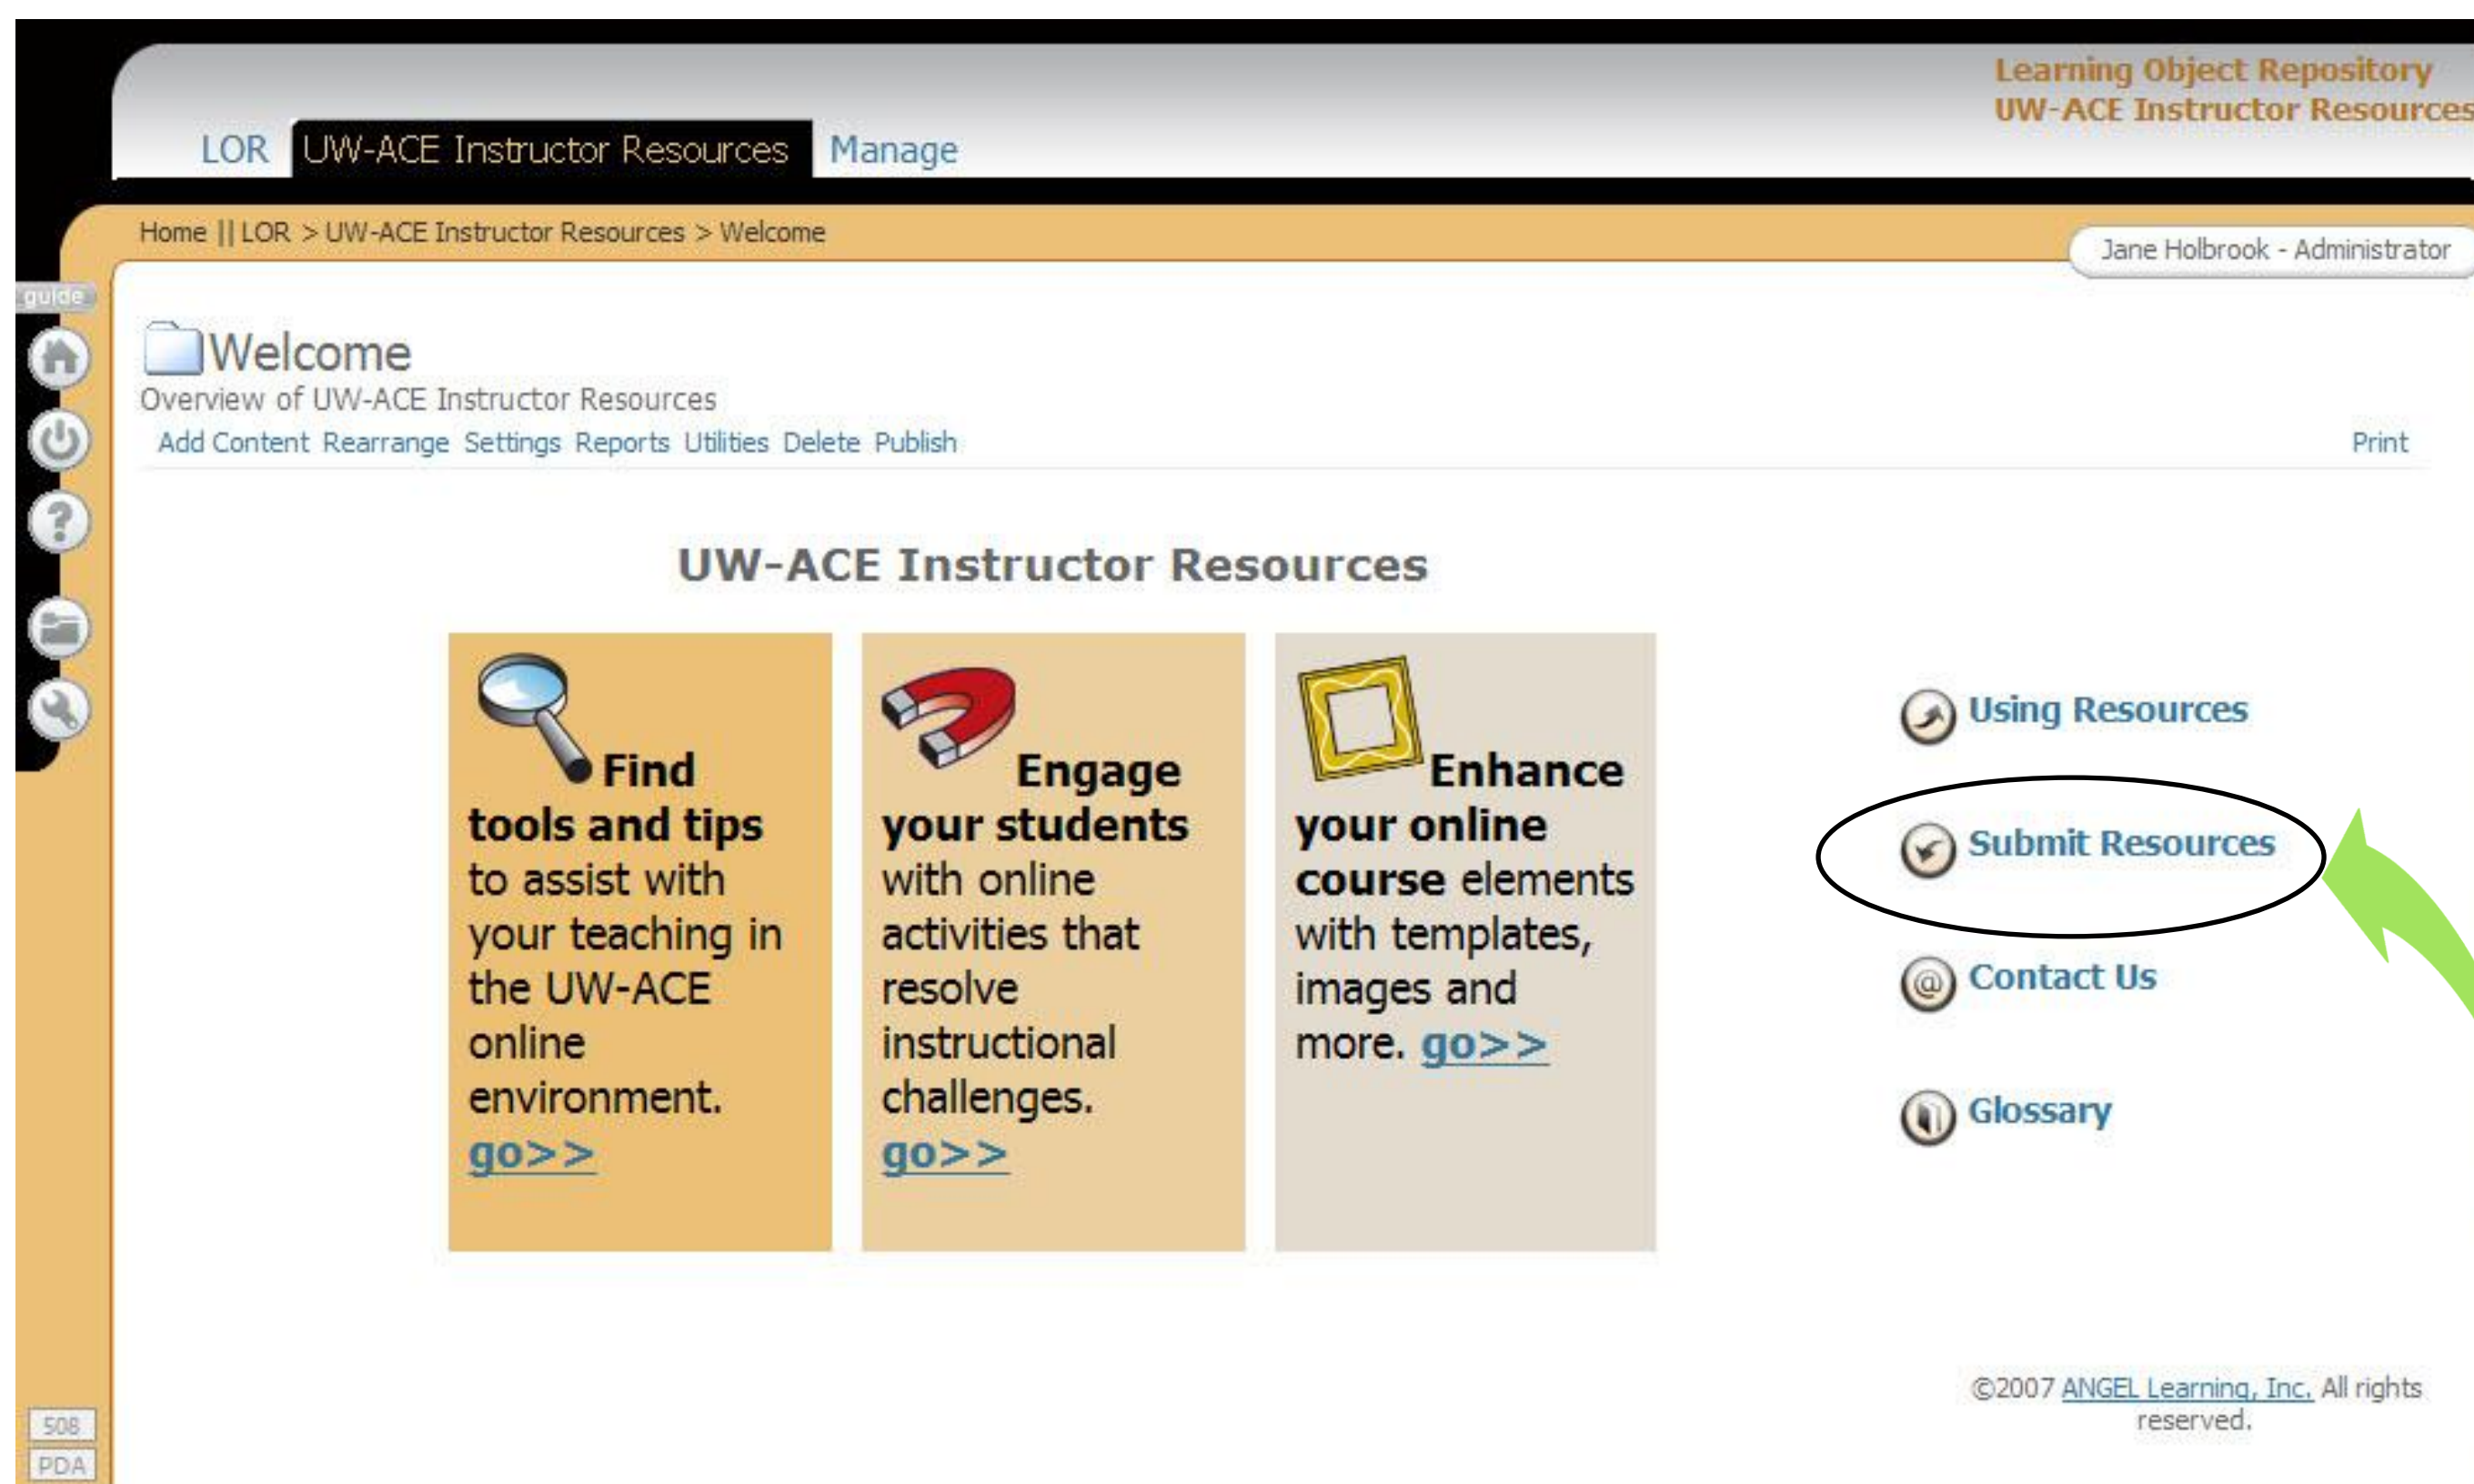 Learning Object Repository
UW-ACE Instructor Resources
LOR UW-ACE Instructor Resources Manage
Home || LOR > UW-ACE Instructor Resources > Welcome
Jane Holbrook - Administrator
guide
Welcome
Overview of UW-ACE Instructor Resources
Add Content Rearrange Settings Reports Utilities Delete Publish
Print
UW-ACE Instructor Resources
Find
tools and tips
to assist with
your teaching in
the UW-ACE
online
environment.
go>>
Engage
your students
with online
activities that
resolve
instructional
challenges.
go>>
Enhance
your online
course elements
with templates,
images and
more. go>>
Using Resources
Submit Resources
Contact Us
Glossary
©2007 ANGEL Learning, Inc. All rights
reserved.
508
PDA